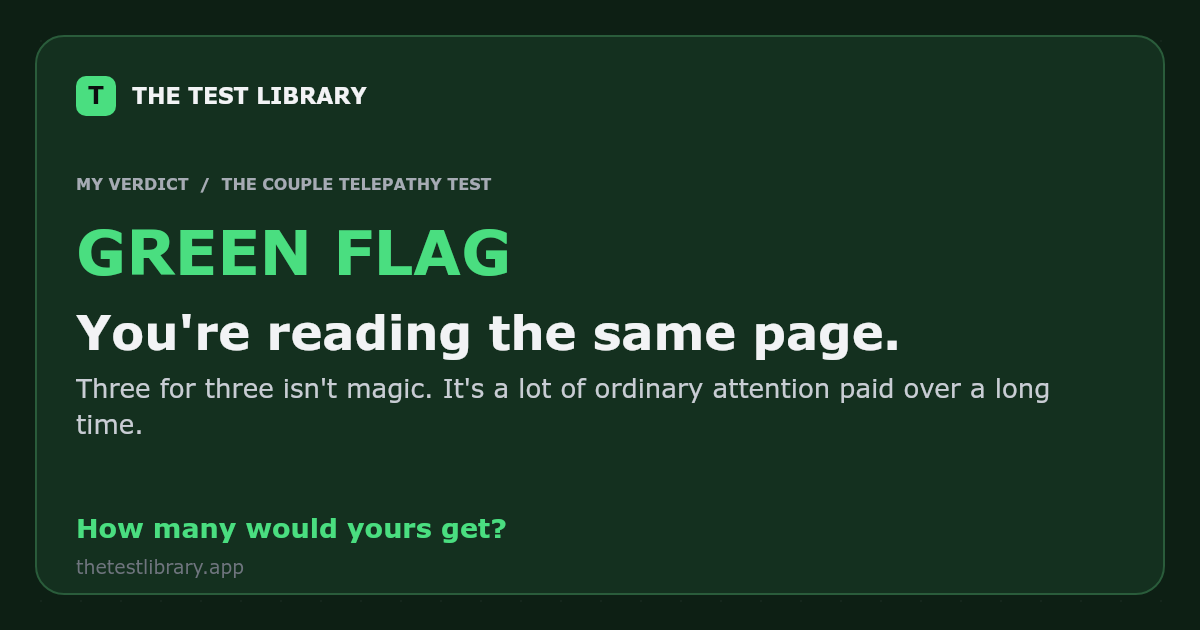 T THE TEST LIBRARY
MY VERDICT / THE COUPLE TELEPATHY TEST
GREEN FLAG
You're reading the same page.
Three for three isn't magic. It's a lot of ordinary attention paid over a long
time.
How many would yours get?
thetestlibrary.app